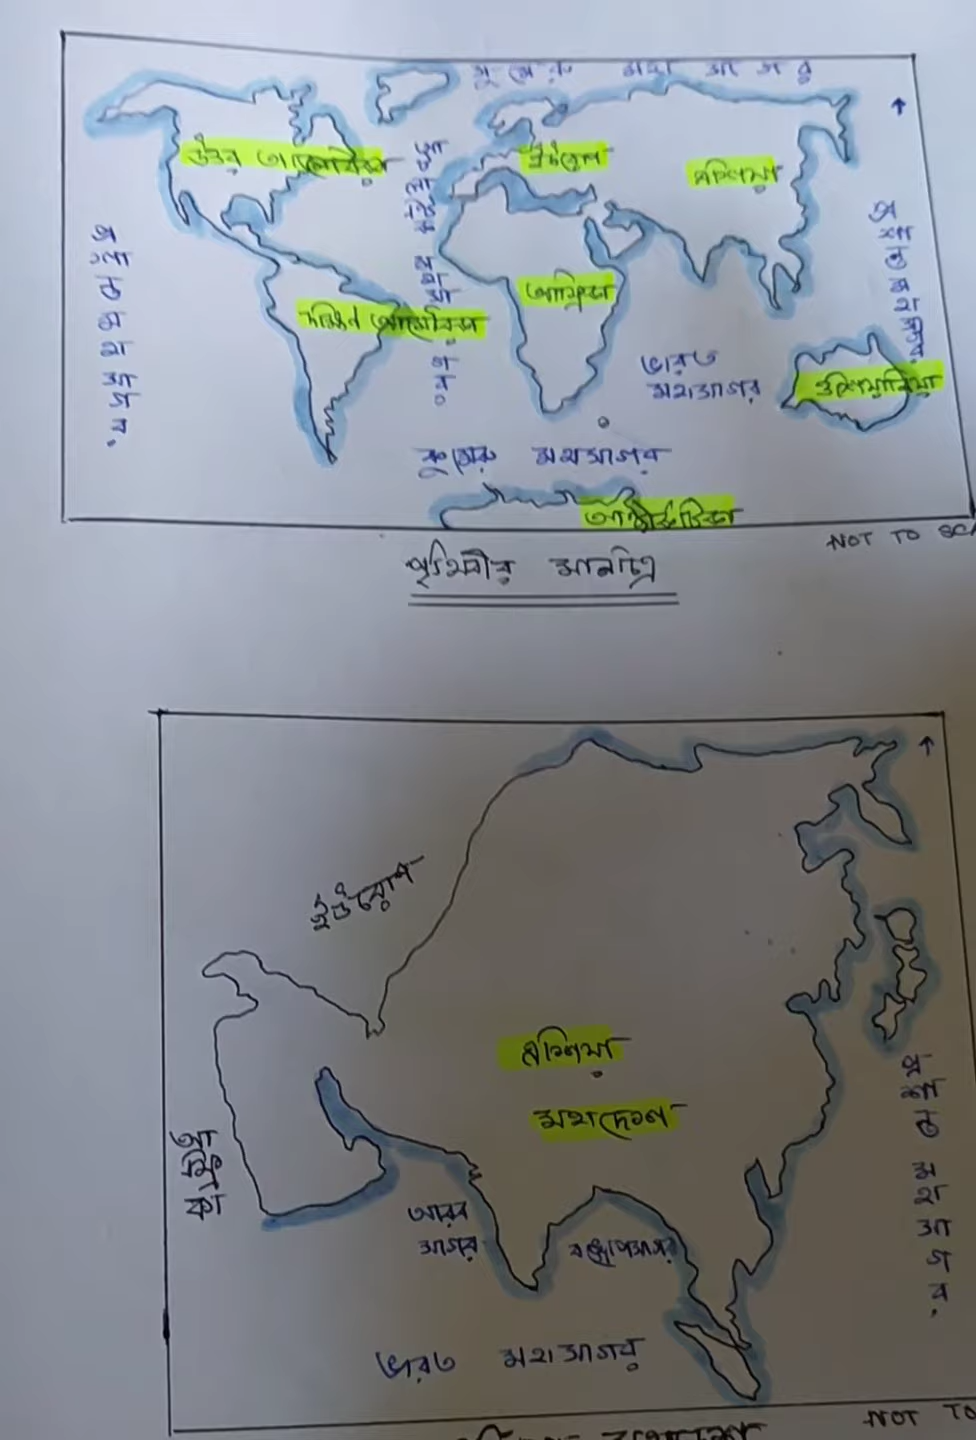 সুমেরু মহাসাগর
উত্তর আমেরিকা
ইউরোপ
এশিয়া
আটলান্টিক মহাসাগর
প্রশান্ত মহাসাগর
প্রশান্ত মহাসাগর
আফ্রিকা
দক্ষিণ আমেরিকা
ভারত
মহাসাগর
ওশিয়ানিয়া
কুমেরু মহাসাগর
আন্টার্কটিকা
NOT TO
পৃথিবীর মানচিত্র
ইউরোপ
এশিয়া
মহাদেশ
প্রশান্ত মহাসাগর
আফ্রিকা
আরব
সাগর
বঙ্গোপসাগর
ভারত মহাসাগর
NOT TO